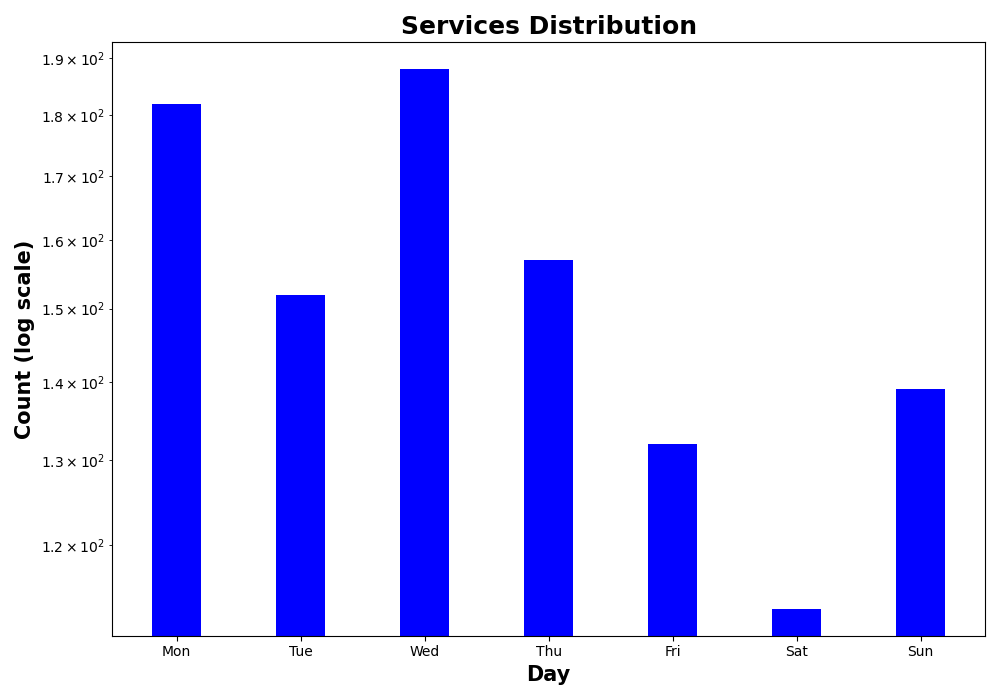 Services Distribution
1.9 × 10²
1.8 × 10²
1.7 × 10²
1.6 × 10²
1.5 × 10²
1.4 × 10²
1.3 × 10²
1.2 × 10²
Count (log scale)
Mon Tue Wed Thu Fri Sat Sun
Day